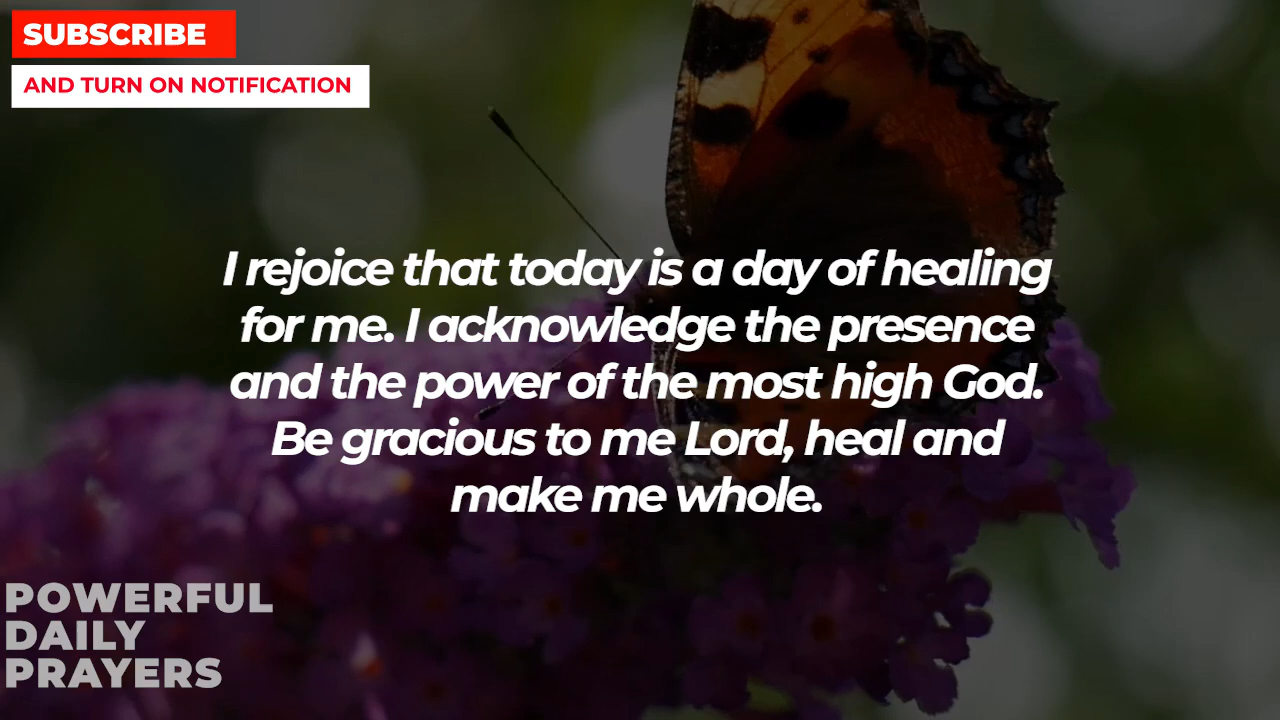 SUBSCRIBE
AND TURN ON NOTIFICATION
I rejoice that today is a day of healing
for me. I acknowledge the presence
and the power of the most high God.
Be gracious to me Lord, heal and
make me whole.
POWERFUL
DAILY
PRAYERS